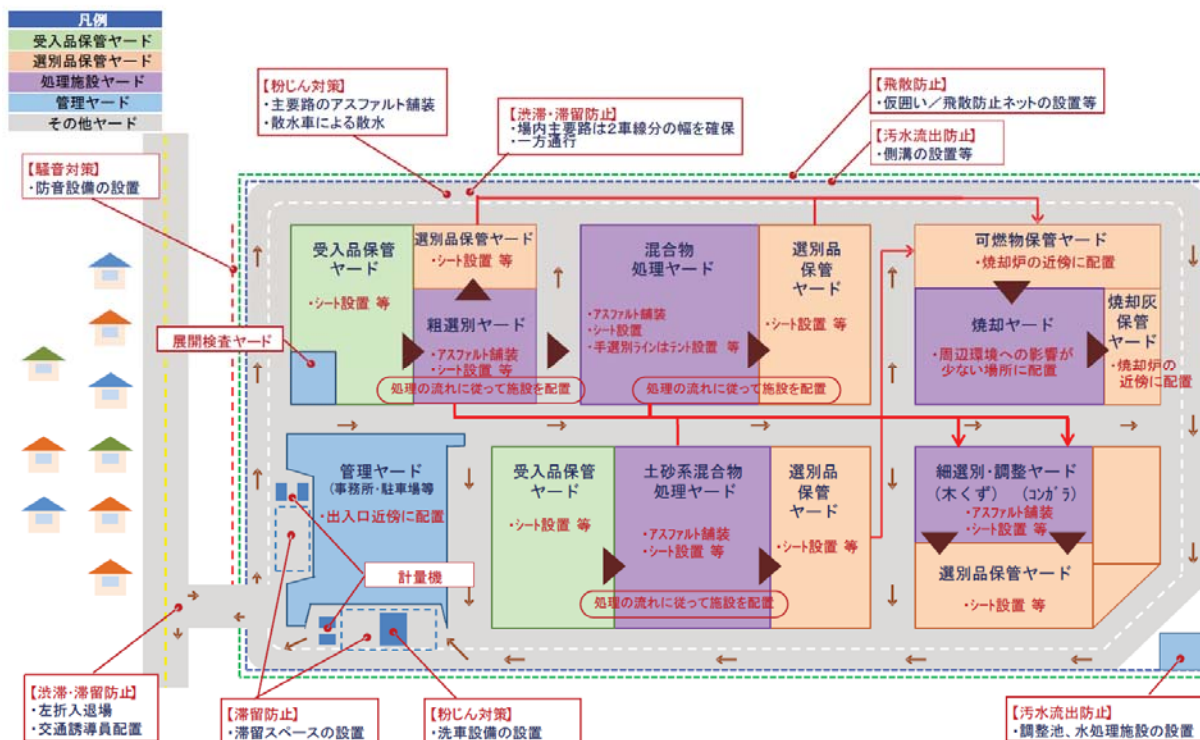 凡例
受入品保管ヤード
選別品保管ヤード
処理施設ヤード
管理ヤード
その他ヤード
【粉じん対策】
・主要路のアスファルト舗装
・散水車による散水
【渋滞・滞留防止】
・場内主要路は2車線分の幅を確保
・一方通行
【飛散防止】
・仮囲い／飛散防止ネットの設置等
【汚水流出防止】
・側溝の設置等
【騒音対策】
・防音設備の設置
受入品保管
ヤード
・シート設置 等
展開検査ヤード
選別品保管ヤード
・シート設置 等
粗選別ヤード
・アスファルト舗装
・シート設置 等
処理の流れに従って施設を配置
混合物
処理ヤード
・アスファルト舗装
・シート設置
・手選別ラインはテント設置 等
選別品
保管
ヤード
・シート設置 等
処理の流れに従って施設を配置
可燃物保管ヤード
・焼却炉の近傍に配置
焼却ヤード
・周辺環境への影響が
少ない場所に配置
焼却灰
保管
ヤード
・焼却炉の
近傍に配置
管理ヤード
（事務所・駐車場等
・出入口近傍に配置
計量機
受入品保管
ヤード
・シート設置 等
土砂系混合物
処理ヤード
・アスファルト舗装
・シート設置 等
選別品
保管
ヤード
・シート設置 等
処理の流れに従って施設を配置
細選別・調整ヤード
（木くず） （コンガラ）
・アスファルト舗装
・シート設置 等
選別品保管ヤード
・シート設置 等
【渋滞・滞留防止】
・左折入退場
・交通誘導員配置
【滞留防止】
・滞留スペースの設置
【粉じん対策】
・洗車設備の設置
【汚水流出防止】
・調整池、水処理施設の設置